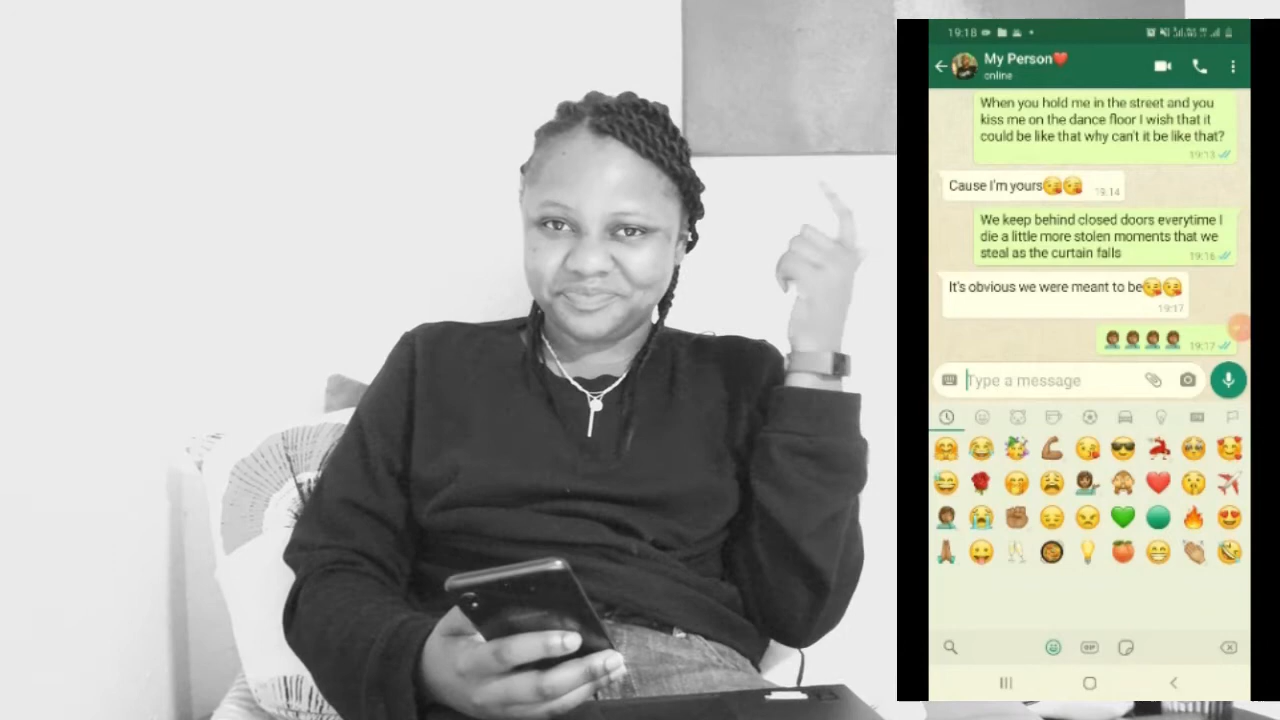 19:18
My Person❤️
online
When you hold me in the street and you
kiss me on the dance floor I wish that it
could be like that why can't it be like that?
19:13
Cause I'm yours😘😘
19:14
We keep behind closed doors everytime I
die a little more stolen moments that we
steal as the curtain falls
19:16
It's obvious we were meant to be😘😘
19:17
🤦🏾‍♀️🤦🏾‍♀️🤦🏾‍♀️🤦🏾‍♀️ 19:17
Type a message
GIF